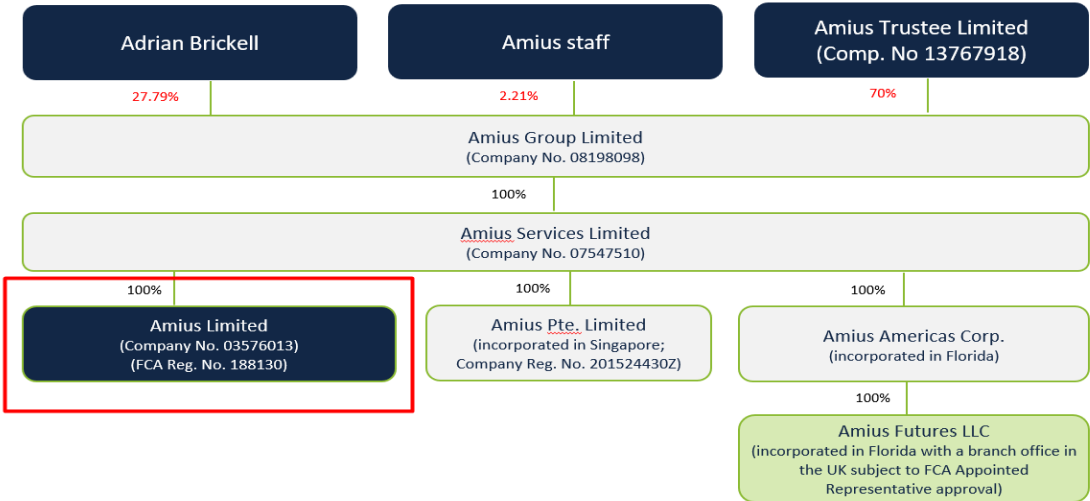 Adrian Brickell
Amius staff
Amius Trustee Limited
(Comp. No 13767918)
27.79%
2.21%
70%
Amius Group Limited
(Company No. 08198098)
100%
Amius Services Limited
(Company No. 07547510)
100%
100%
100%
Amius Limited
(Company No. 03576013)
(FCA Reg. No. 188130)
Amius Pte. Limited
(incorporated in Singapore;
Company Reg. No. 201524430Z)
Amius Americas Corp.
(incorporated in Florida)
100%
Amius Futures LLC
(incorporated in Florida with a branch office in
the UK subject to FCA Appointed
Representative approval)